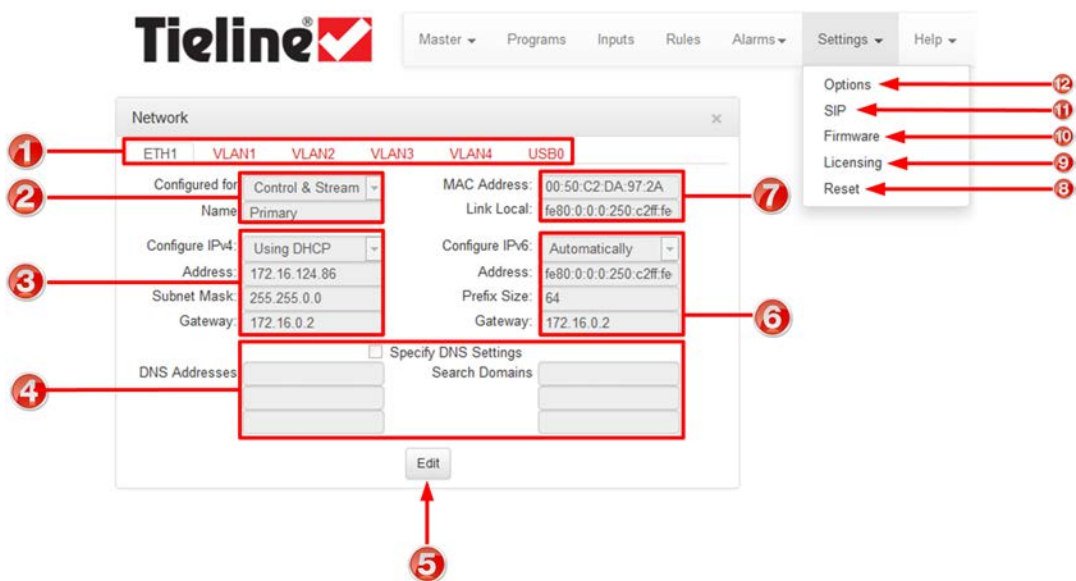 Tieline®
Master Programs Inputs Rules Alarms Settings Help
Options 12
SIP 11
Firmware 10
Licensing 9
Reset 8
Network ×
1
ETH1 VLAN1 VLAN2 VLAN3 VLAN4 USB0
2
Configured for Control & Stream
Name Primary
MAC Address: 00:50:C2:DA:97:2A
Link Local: fe80:0:0:0:250:c2ff:fe
7
3
Configure IPv4: Using DHCP
Address: 172.16.124.86
Subnet Mask: 255.255.0.0
Gateway: 172.16.0.2
Configure IPv6: Automatically
Address: fe80:0:0:0:250:c2ff:fe
Prefix Size: 64
Gateway: 172.16.0.2
6
4
Specify DNS Settings
DNS Addresses Search Domains
Edit
5